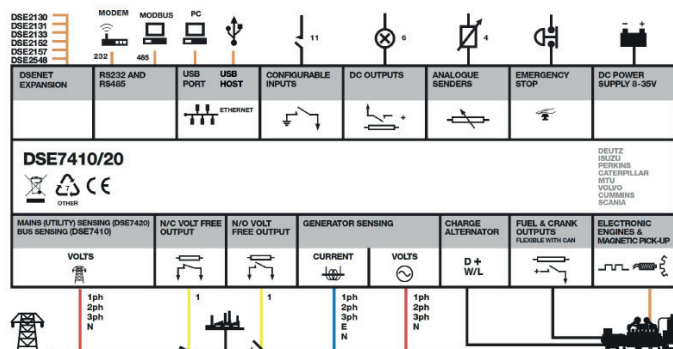 DSE2130
DSE2131
DSE2133
DSE2152
DSE2157
DSE2548
MODEM
MODBUS
PC
232
485
11
6
4
DSENET
EXPANSION
RS232 AND
RS485
USB
PORT
USB
HOST
ETHERNET
CONFIGURABLE
INPUTS
DC OUTPUTS
+
ANALOGUE
SENDERS
EMERGENCY
STOP
DC POWER
SUPPLY 8-35V
DSE7410/20
7
OTHER
CE
DEUTZ
ISUZU
PERKINS
CATERPILLAR
MTU
VOLVO
CUMMINS
SCANIA
MAINS (UTILITY) SENSING (DSE7420)
BUS SENSING (DSE7410)
VOLTS
N/C VOLT FREE
OUTPUT
N/O VOLT
FREE OUTPUT
GENERATOR SENSING
CURRENT
VOLTS
CHARGE
ALTERNATOR
D +
W/L
FUEL & CRANK
OUTPUTS
FLEXIBLE WITH CAN
+
ELECTRONIC
ENGINES &
MAGNETIC PICK-UP
1ph
2ph
3ph
N
1
1
1ph
2ph
3ph
E
N
1ph
2ph
3ph
N